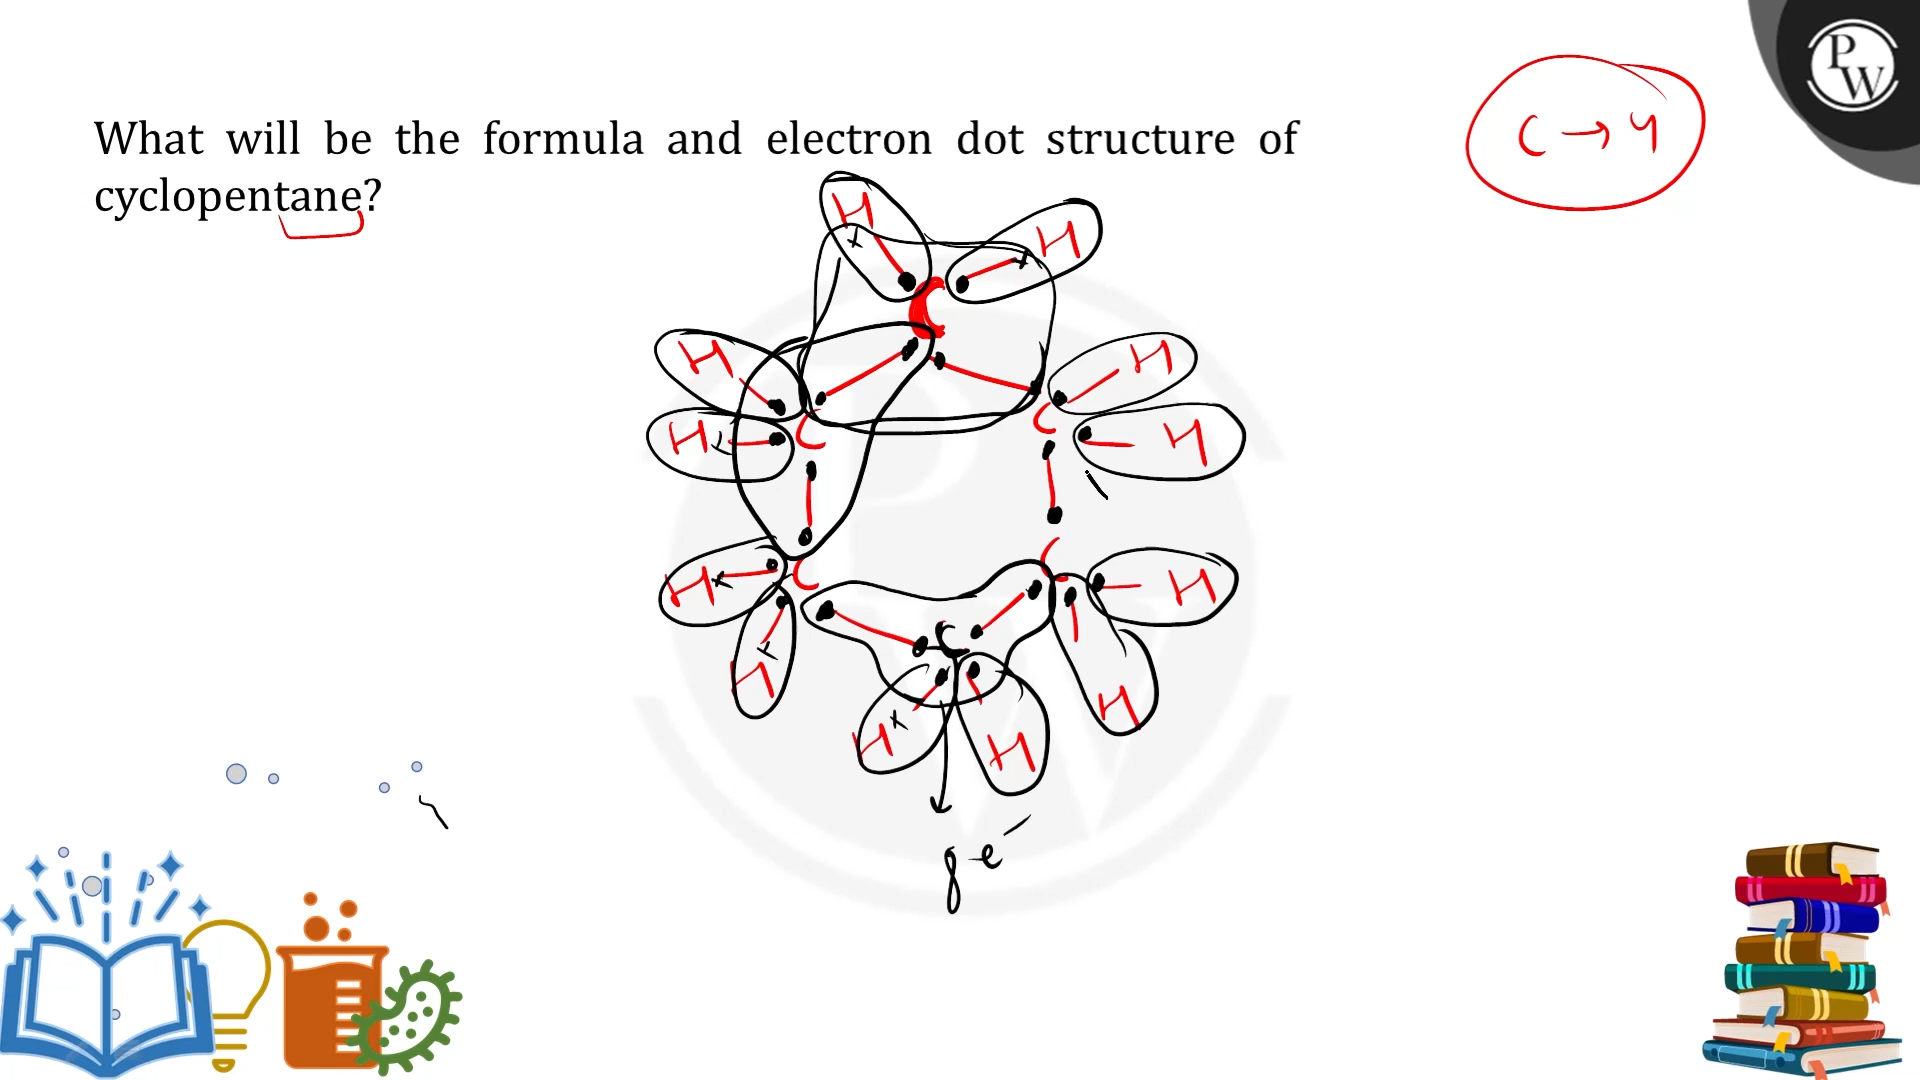 What will be the formula and electron dot structure of
cyclopentane?
C → 4
P
W
H H
C
H H
H C C H
H C C H
H C H
H H
8 e⁻